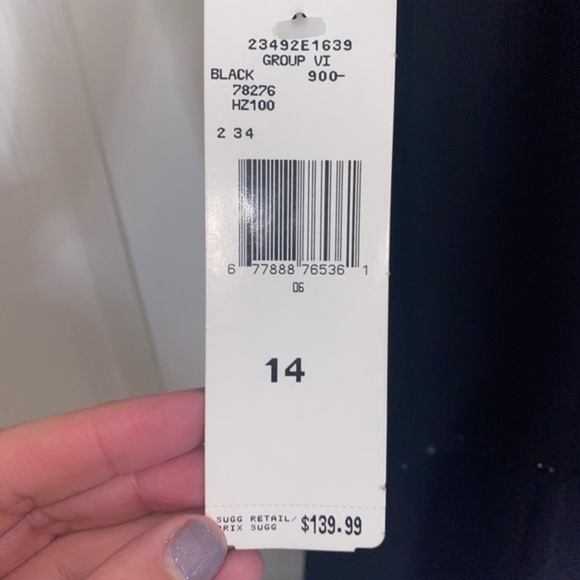 23492E1639
GROUP VI
BLACK 900-
78276
HZ100
2 34
6 77888 76536 1
06
14
SUGG RETAIL/
PRIX SUGG $139.99